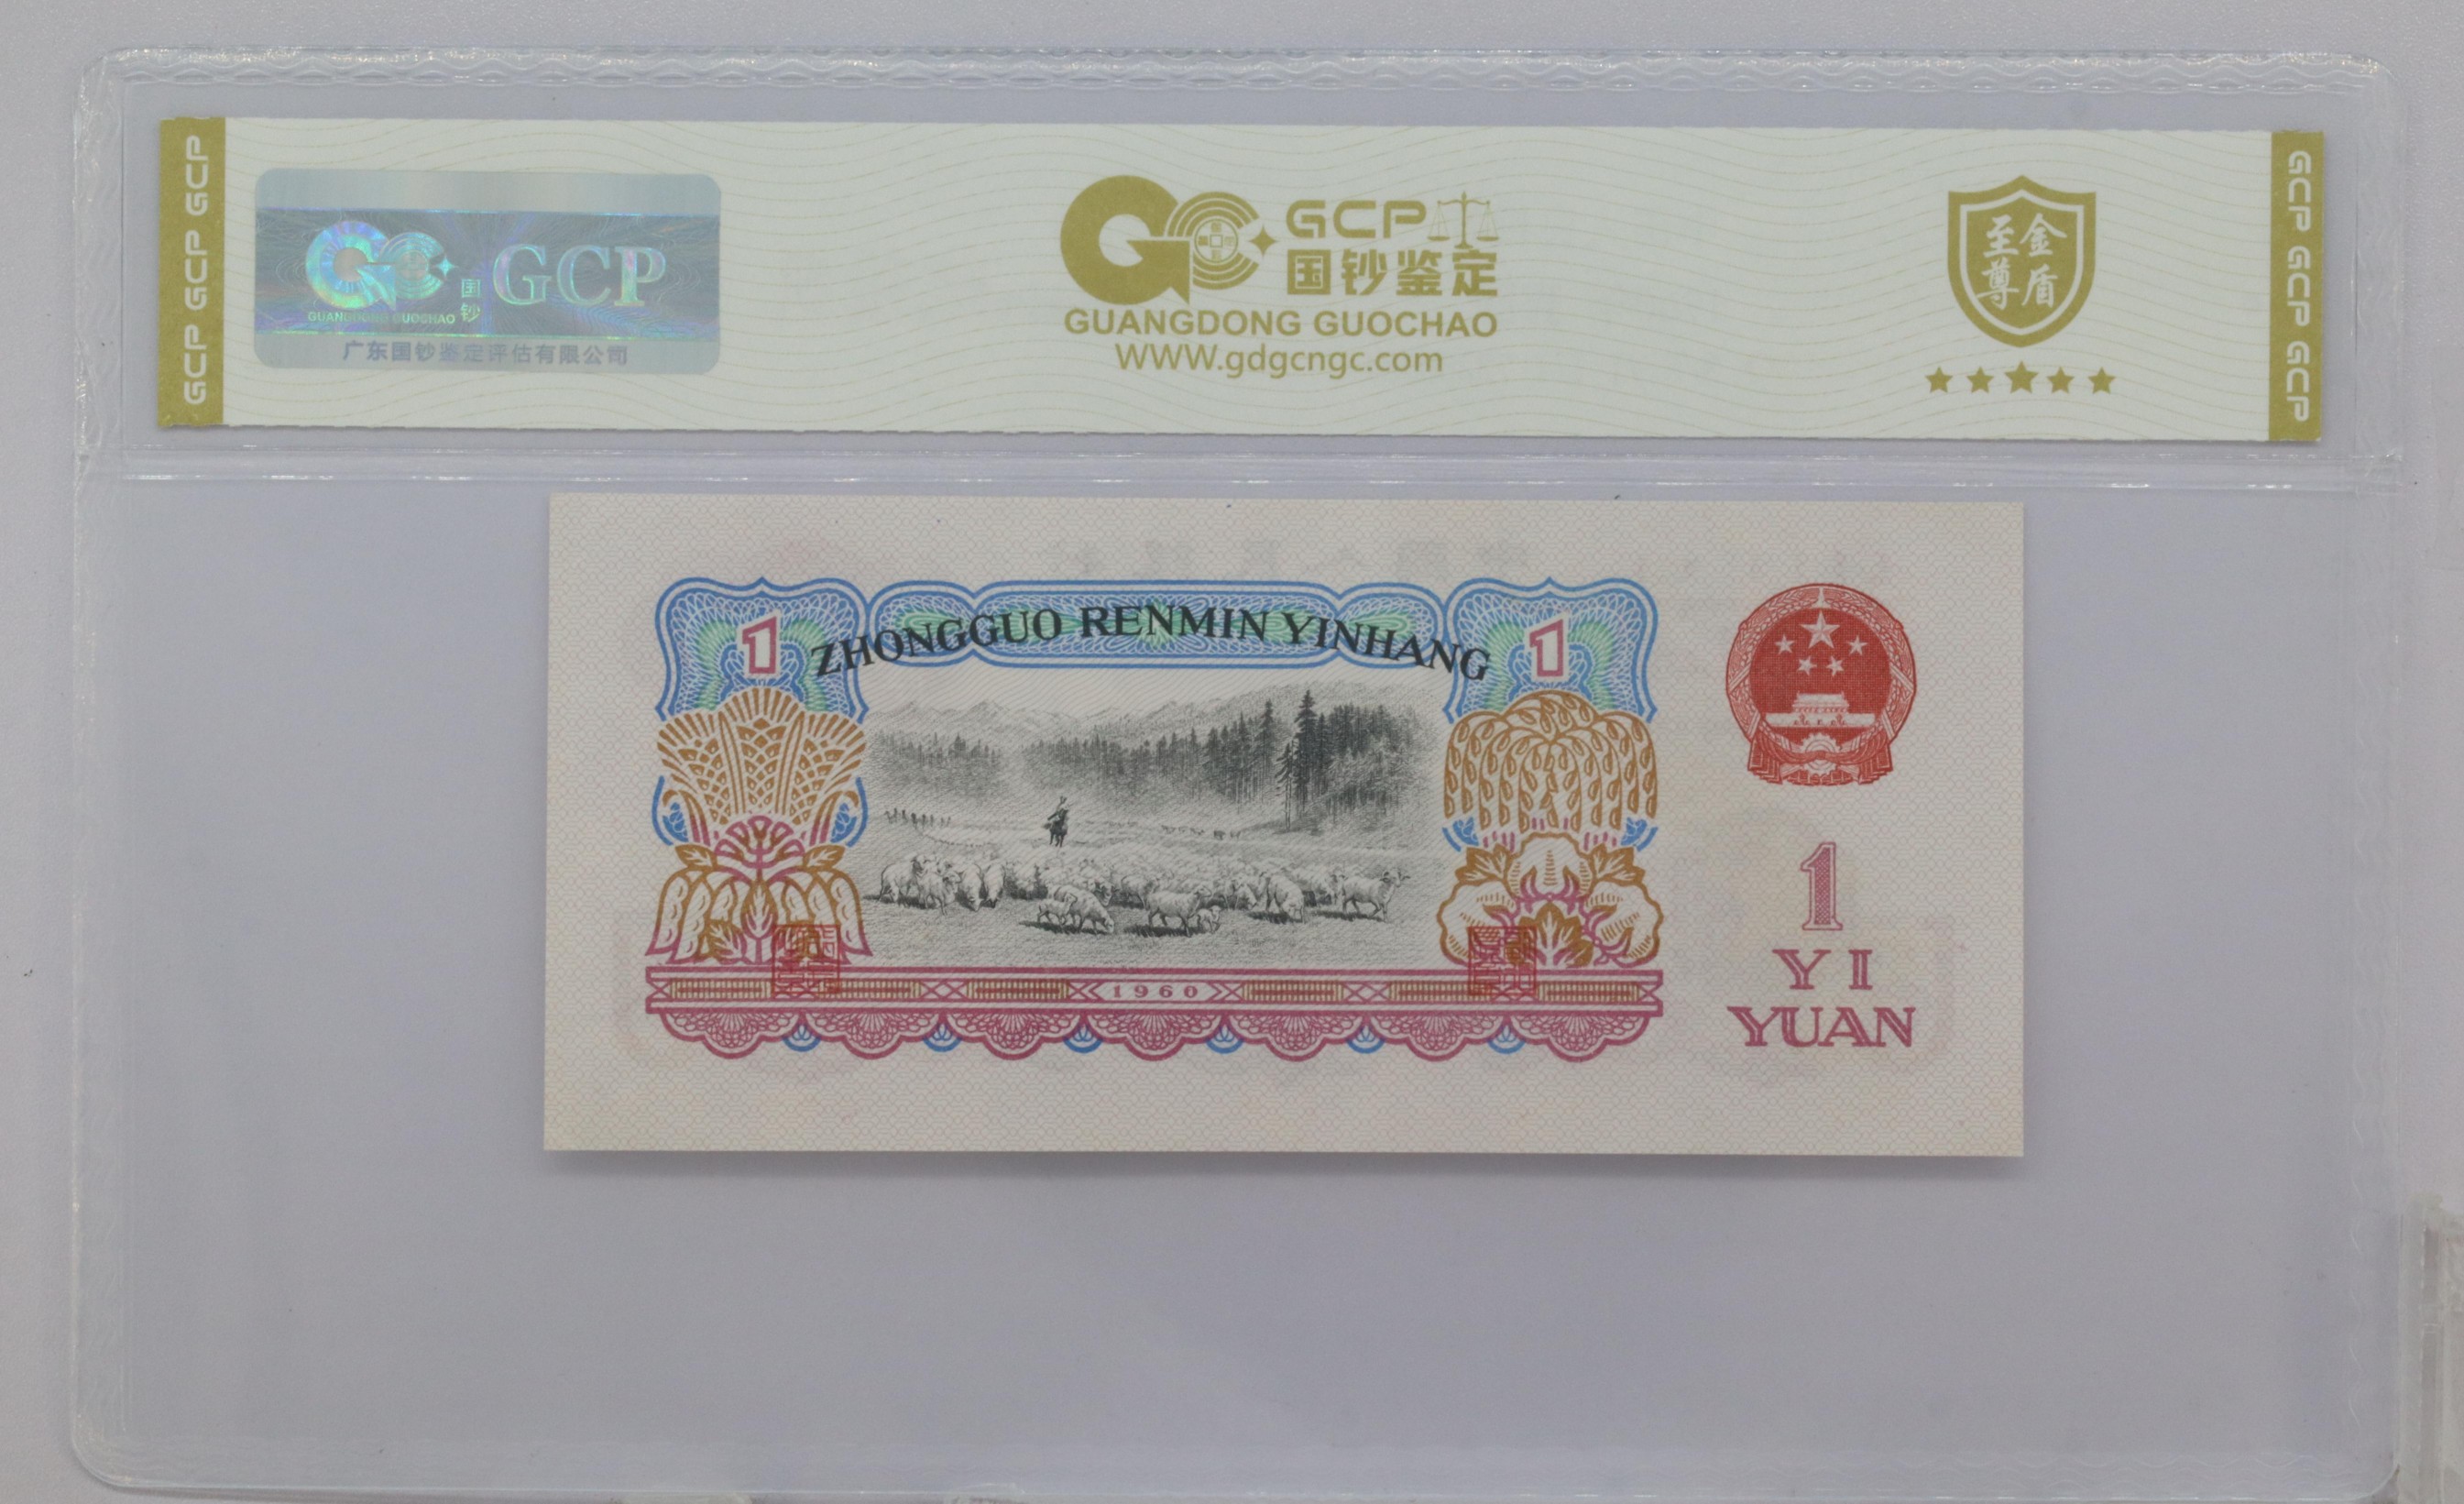 GCP GCP GCP
国钞
GCP
GUANGDONG GUOCHAO
广东国钞鉴定评估有限公司
GCP
国钞鉴定
GUANGDONG GUOCHAO
WWW.gdgcngc.com
至尊
金盾
GCP GCP GCP
ZHONGGUO RENMIN YINHANG
1
1
1960
1
YI
YUAN